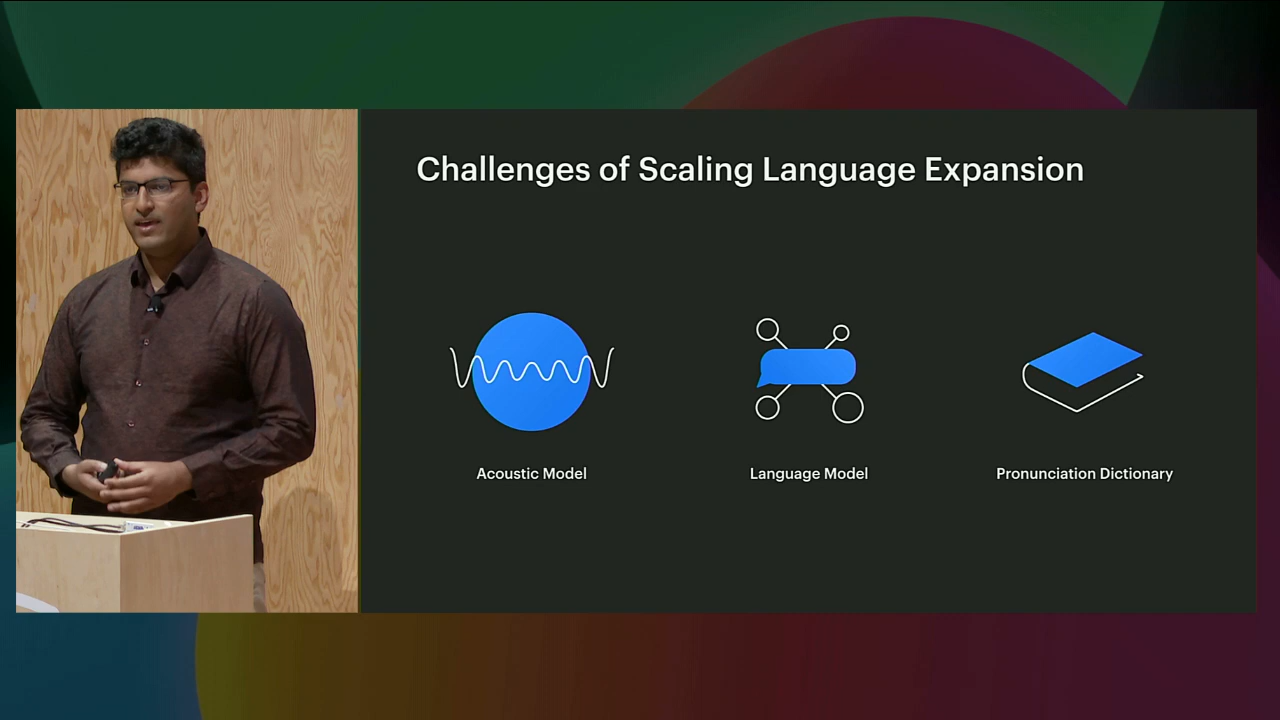 Challenges of Scaling Language Expansion
Acoustic Model
Language Model
Pronunciation Dictionary